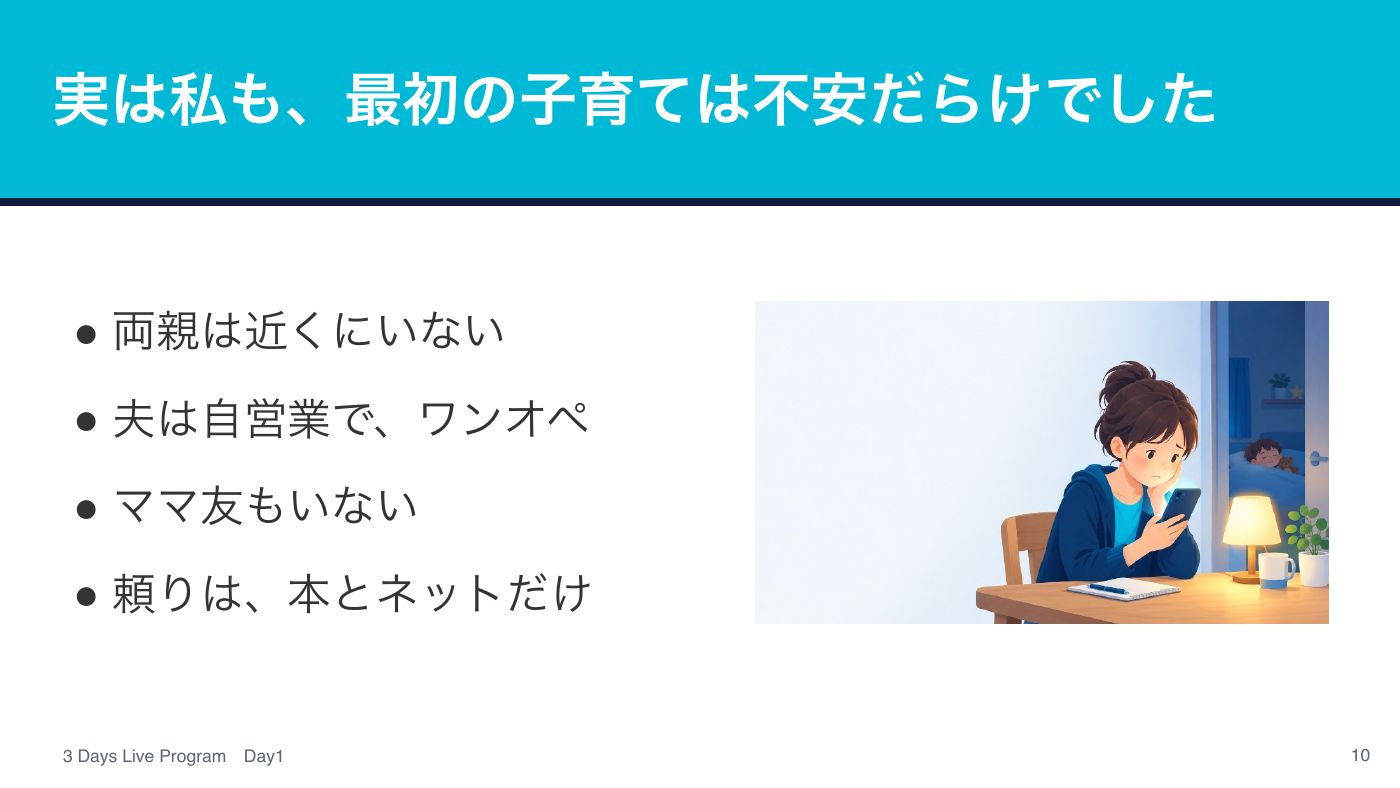 実は私も、最初の子育ては不安だらけでした
● 両親は近くにいない
● 夫は自営業で、ワンオペ
● ママ友もいない
● 頼りは、本とネットだけ
3 Days Live Program　Day1
10